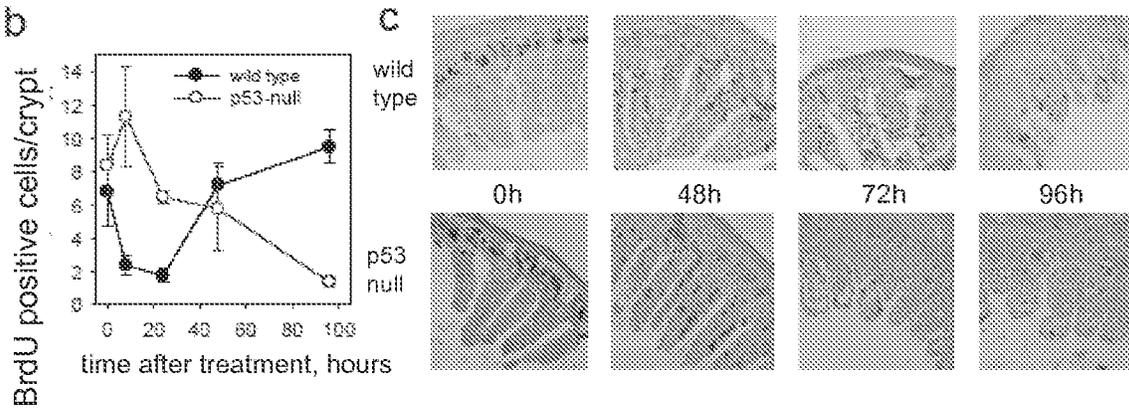 b
BrdU positive cells/crypt
14
12
10
8
6
4
2
0
wild type
p53-null
0 20 40 60 80 100
time after treatment, hours
c
wild
type
0h 48h 72h 96h
p53
null